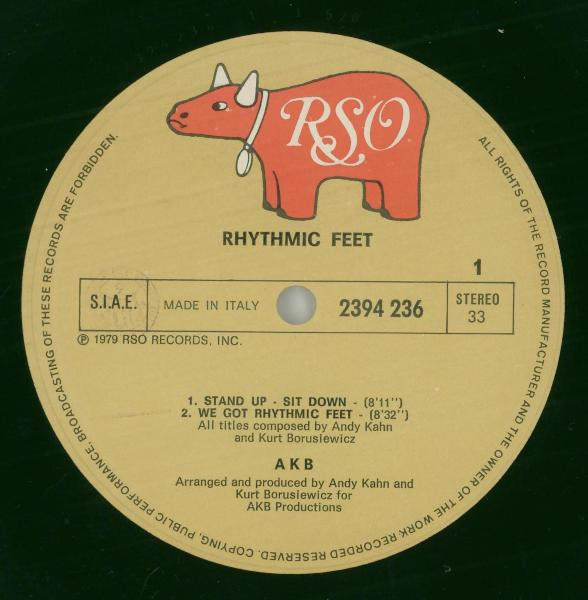 RSO
RHYTHMIC FEET
1
S.I.A.E.
MADE IN ITALY
2394 236
STEREO
33
℗ 1979 RSO RECORDS, INC.
1. STAND UP - SIT DOWN - (8'11'')
2. WE GOT RHYTHMIC FEET - (8'32'')
All titles composed by Andy Kahn
and Kurt Borusiewicz
AKB
Arranged and produced by Andy Kahn and
Kurt Borusiewicz for
AKB Productions
ALL RIGHTS OF THE RECORD MANUFACTURER AND THE OWNER OF THE WORK RECORDED RESERVED. COPYING, PUBLIC PERFORMANCE, BROADCASTING OF THESE RECORDS ARE FORBIDDEN.